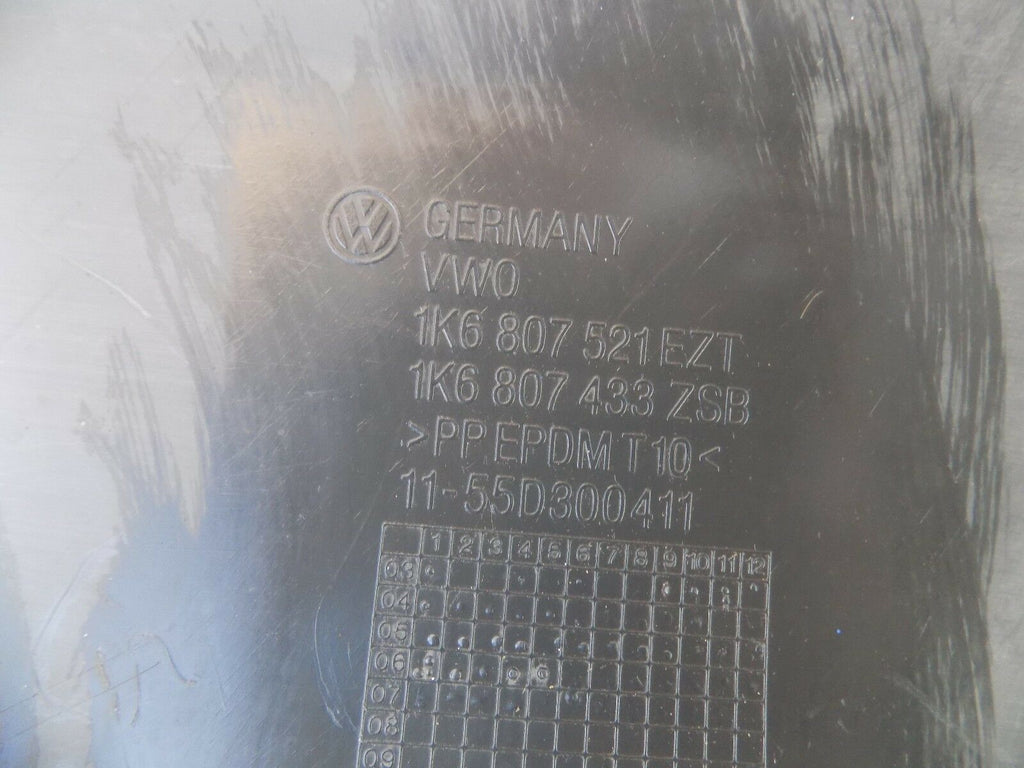 VW GERMANY
VWO
1K6 807 521 EZT
1K6 807 433 ZSB
>PP EPDM T10<
11-55D300411
1 2 3 4 5 6 7 8 9 10 11 12
03
04
05
06
07
08
09